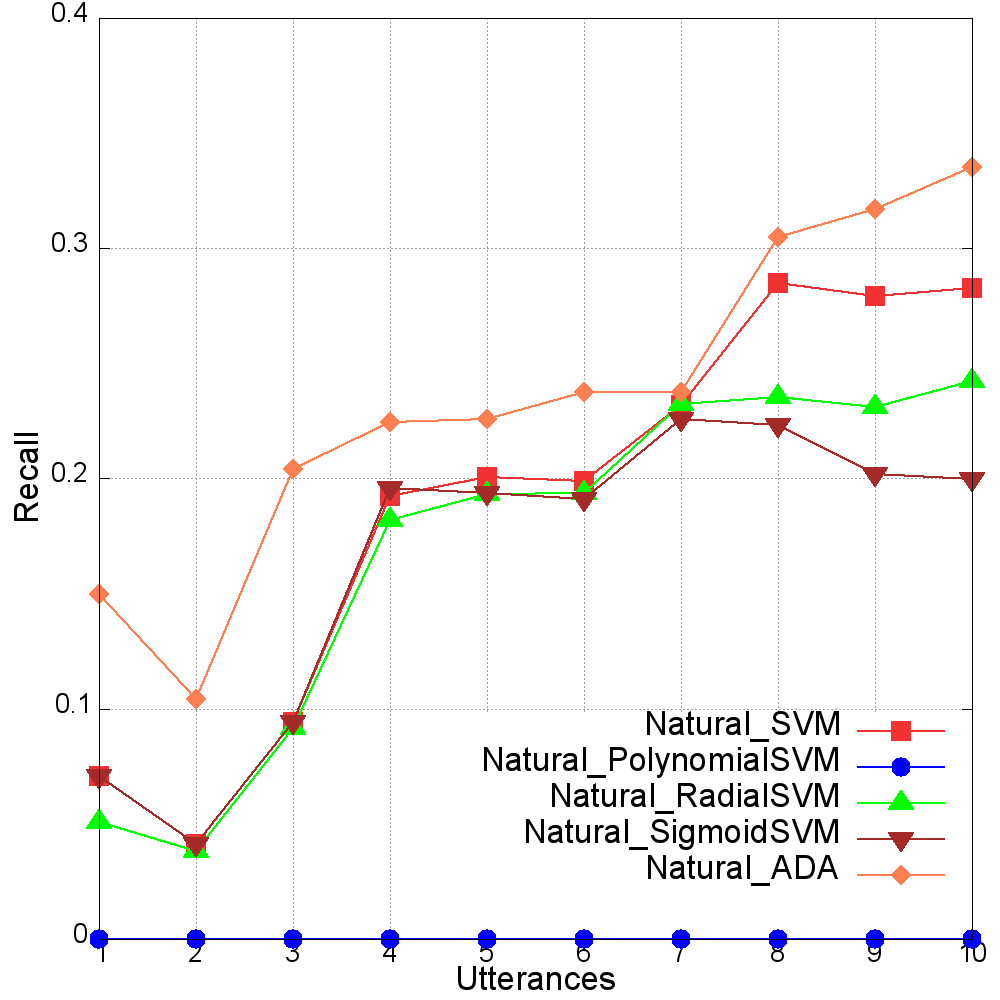 0.4
0.3
0.2
0.1
0
Recall
Natural_SVM
Natural_PolynomialSVM
Natural_RadialSVM
Natural_SigmoidSVM
Natural_ADA
1 2 3 4 5 6 7 8 9 10
Utterances